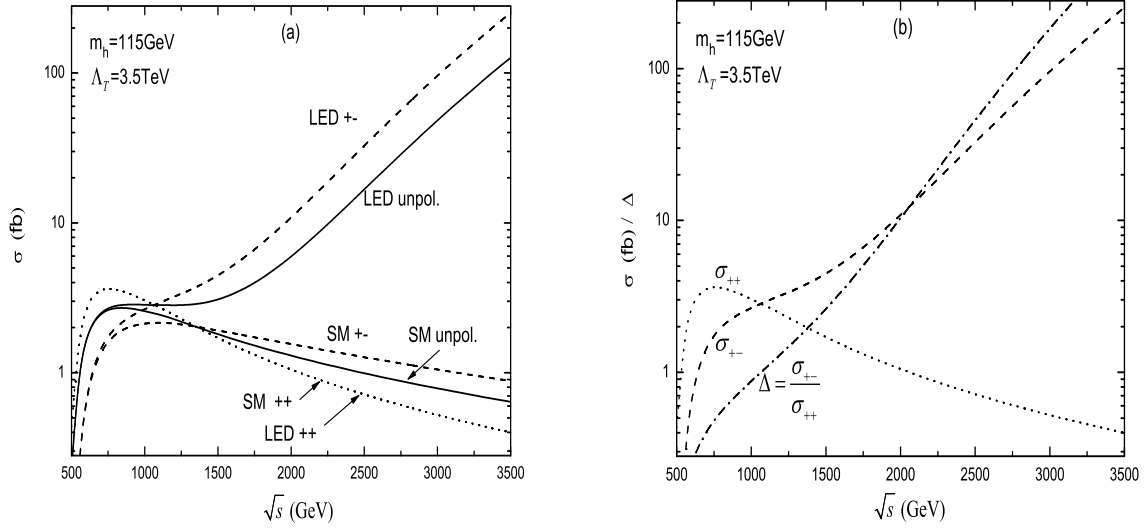 (a)
m_h=115GeV
Λ_T=3.5TeV
LED +-
LED unpol.
SM +-
SM unpol.
SM ++
LED ++
100
10
1
σ (fb)
500 1000 1500 2000 2500 3000 3500
√s (GeV)
(b)
m_h=115GeV
Λ_T=3.5TeV
σ_++
σ_+-
Δ = σ_+- / σ_++
100
10
1
σ (fb) / Δ
500 1000 1500 2000 2500 3000 3500
√s (GeV)